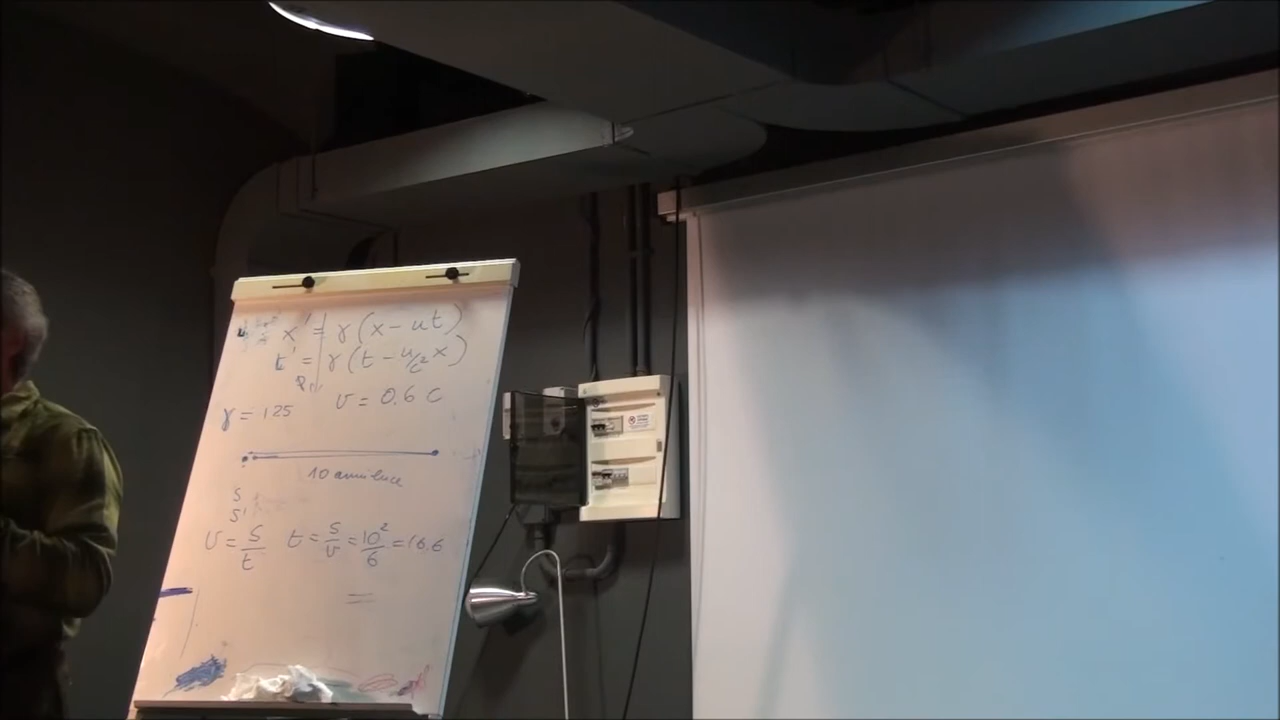 x' = γ(x - ut)
t' = γ(t - u/c² x)
γ = 1.25 v = 0.6 c
10 anni luce
S
S'
v = S/t t = S/v = 10²/6 = 16.6